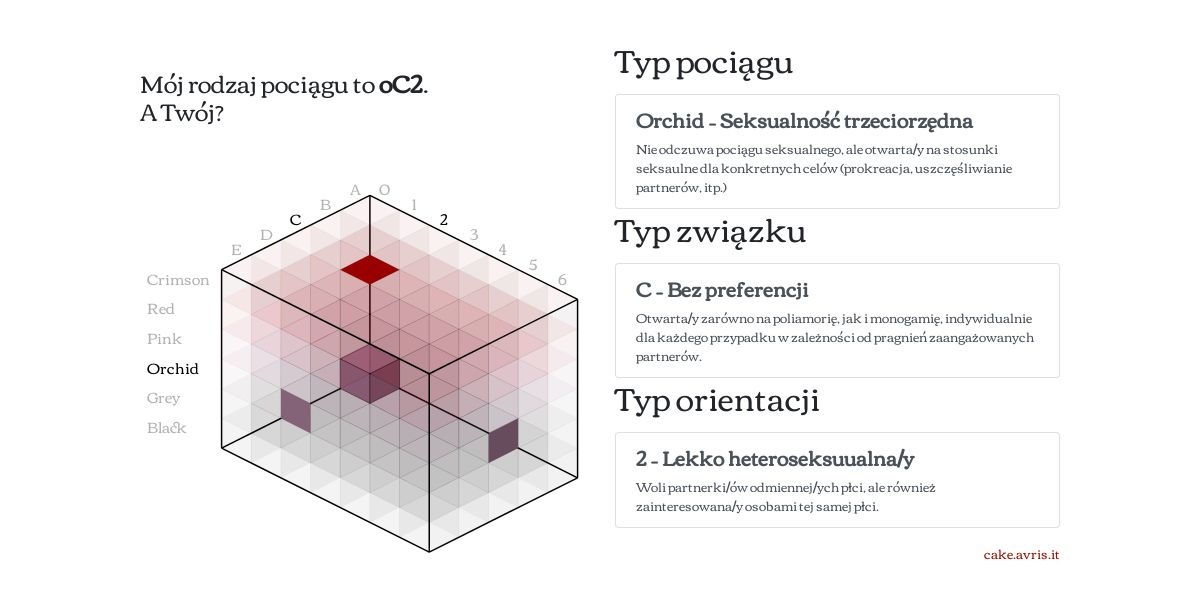 Mój rodzaj pociągu to oC2.
A Twój?
A O
B 1
C 2
D 3
E 4
5
6
Crimson
Red
Pink
Orchid
Grey
Black
Typ pociągu
Orchid – Seksualność trzeciorzędna
Nie odczuwa pociągu seksualnego, ale otwarta/y na stosunki
seksaulne dla konkretnych celów (prokreacja, uszczęśliwianie
partnerów, itp.)
Typ związku
C – Bez preferencji
Otwarta/y zarówno na poliamorię, jak i monogamię, indywidualnie
dla każdego przypadku w zależności od pragnień zaangażowanych
partnerów.
Typ orientacji
2 – Lekko heteroseksuualna/y
Woli partnerki/ów odmiennej/ych płci, ale również
zainteresowana/y osobami tej samej płci.
cake.avris.it